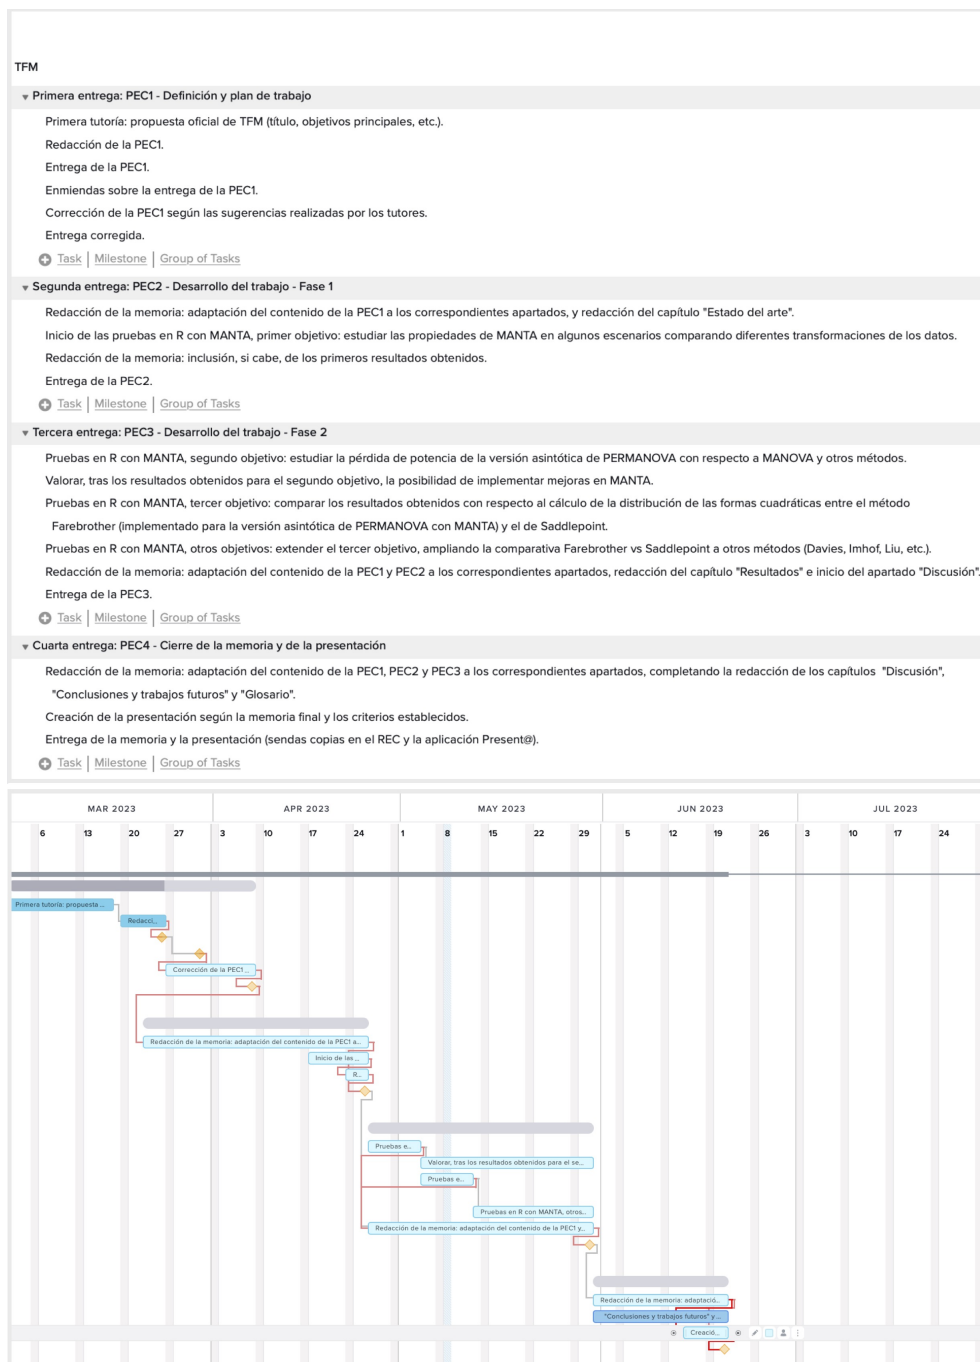 TFM
Primera entrega: PEC1 - Definición y plan de trabajo
Primera tutoría: propuesta oficial de TFM (título, objetivos principales, etc.).
Redacción de la PEC1.
Entrega de la PEC1.
Enmiendas sobre la entrega de la PEC1.
Corrección de la PEC1 según las sugerencias realizadas por los tutores.
Entrega corregida.
Task | Milestone | Group of Tasks
Segunda entrega: PEC2 - Desarrollo del trabajo - Fase 1
Redacción de la memoria: adaptación del contenido de la PEC1 a los correspondientes apartados, y redacción del capítulo "Estado del arte".
Inicio de las pruebas en R con MANTA, primer objetivo: estudiar las propiedades de MANTA en algunos escenarios comparando diferentes transformaciones de los datos.
Redacción de la memoria: inclusión, si cabe, de los primeros resultados obtenidos.
Entrega de la PEC2.
Task | Milestone | Group of Tasks
Tercera entrega: PEC3 - Desarrollo del trabajo - Fase 2
Pruebas en R con MANTA, segundo objetivo: estudiar la pérdida de potencia de la versión asintótica de PERMANOVA con respecto a MANOVA y otros métodos.
Valorar, tras los resultados obtenidos para el segundo objetivo, la posibilidad de implementar mejoras en MANTA.
Pruebas en R con MANTA, tercer objetivo: comparar los resultados obtenidos con respecto al cálculo de la distribución de las formas cuadráticas entre el método
Farebrother (implementado para la versión asintótica de PERMANOVA con MANTA) y el de Saddlepoint.
Pruebas en R con MANTA, otros objetivos: extender el tercer objetivo, ampliando la comparativa Farebrother vs Saddlepoint a otros métodos (Davies, Imhof, Liu, etc.).
Redacción de la memoria: adaptación del contenido de la PEC1 y PEC2 a los correspondientes apartados, redacción del capítulo "Resultados" e inicio del apartado "Discusión".
Entrega de la PEC3.
Task | Milestone | Group of Tasks
Cuarta entrega: PEC4 - Cierre de la memoria y de la presentación
Redacción de la memoria: adaptación del contenido de la PEC1, PEC2 y PEC3 a los correspondientes apartados, completando la redacción de los capítulos "Discusión",
"Conclusiones y trabajos futuros" y "Glosario".
Creación de la presentación según la memoria final y los criterios establecidos.
Entrega de la memoria y la presentación (sendas copias en el REC y la aplicación Present@).
Task | Milestone | Group of Tasks
MAR 2023 APR 2023 MAY 2023 JUN 2023 JUL 2023
6 13 20 27 3 10 17 24 1 8 15 22 29 5 12 19 26 3 10 17 24
Primera tutoría: propuesta ...
Redacci...
Corrección de la PEC1 ...
Redacción de la memoria: adaptación del contenido de la PEC1 a...
Inicio de las ...
R...
Pruebas e...
Valorar, tras los resultados obtenidos para el se...
Pruebas e...
Pruebas en R con MANTA, otros...
Redacción de la memoria: adaptación del contenido de la PEC1 y...
Redacción de la memoria: adaptació...
"Conclusiones y trabajos futuros" y...
Creació...